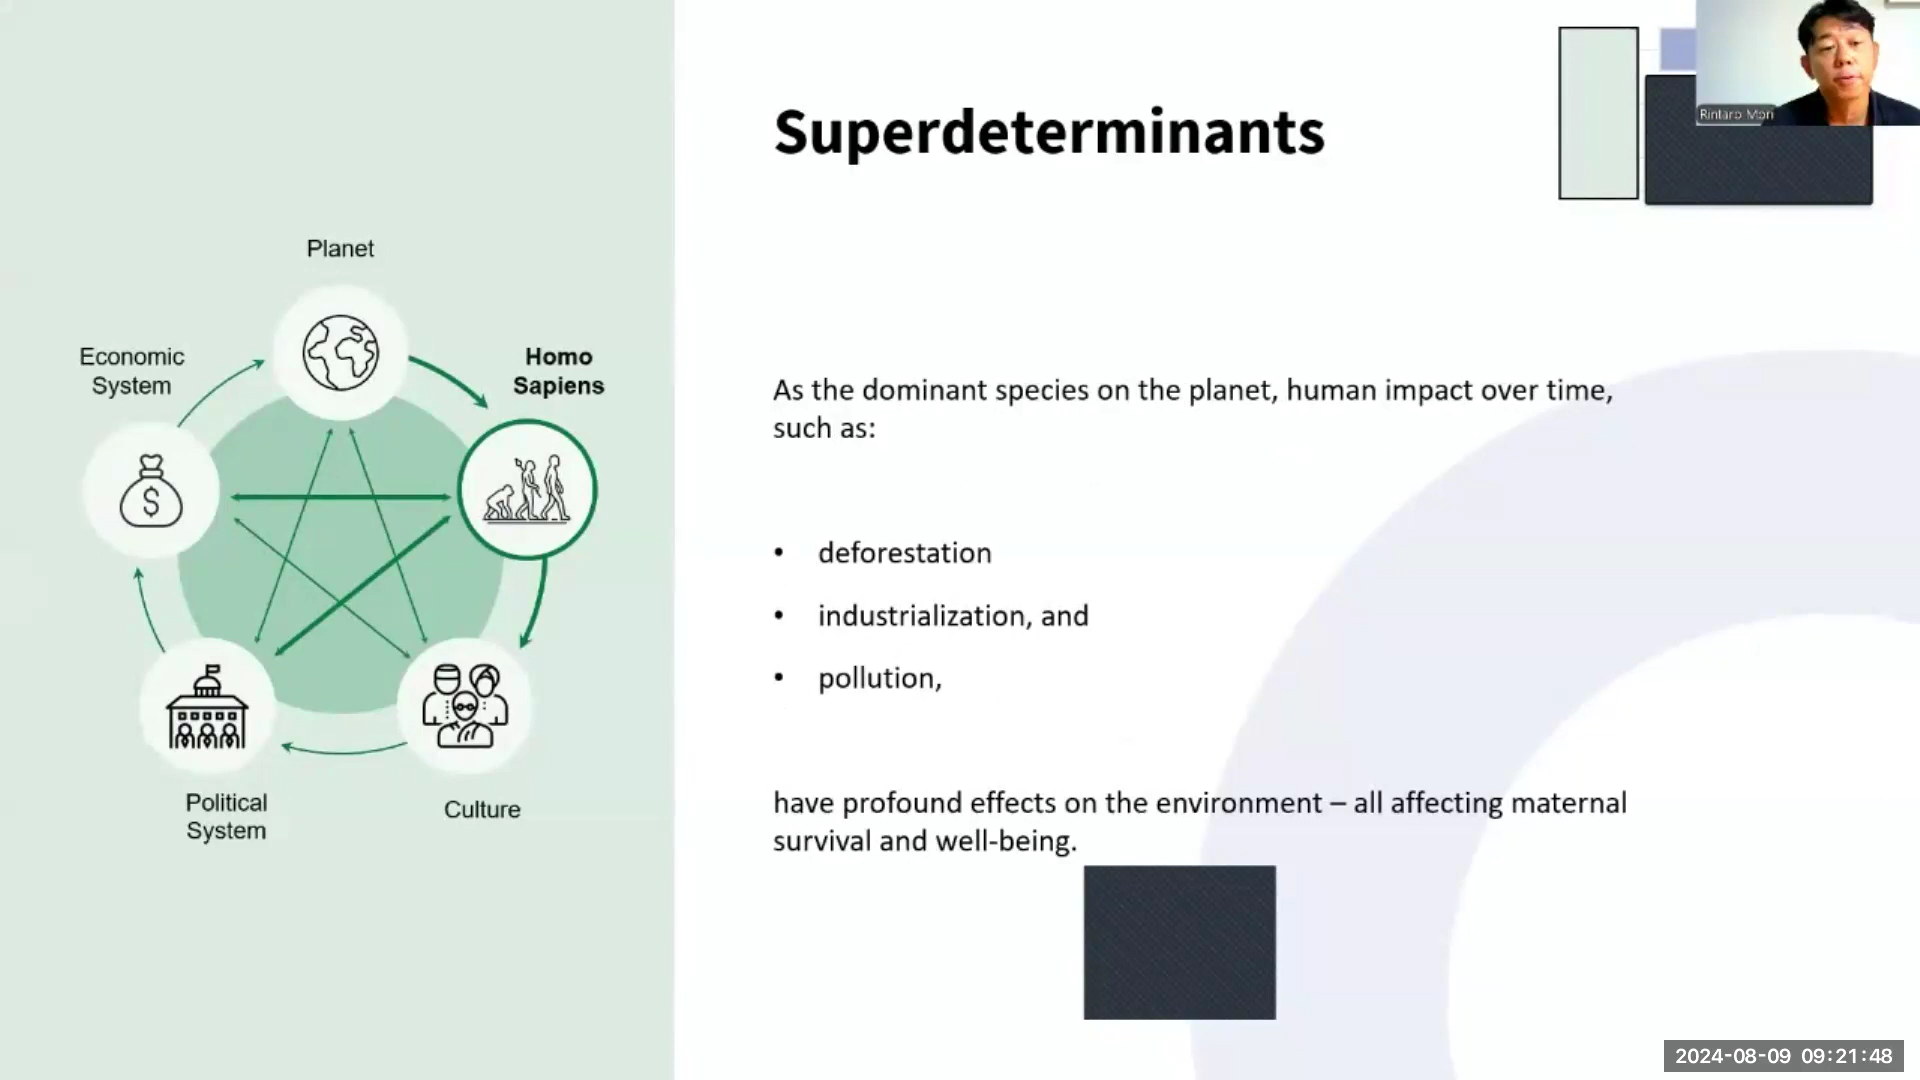 Superdeterminants
Rintaro Mori
Planet
Economic
System
Homo
Sapiens
$
Political
System
Culture
As the dominant species on the planet, human impact over time,
such as:
• deforestation
• industrialization, and
• pollution,
have profound effects on the environment – all affecting maternal
survival and well-being.
2024-08-09 09:21:48